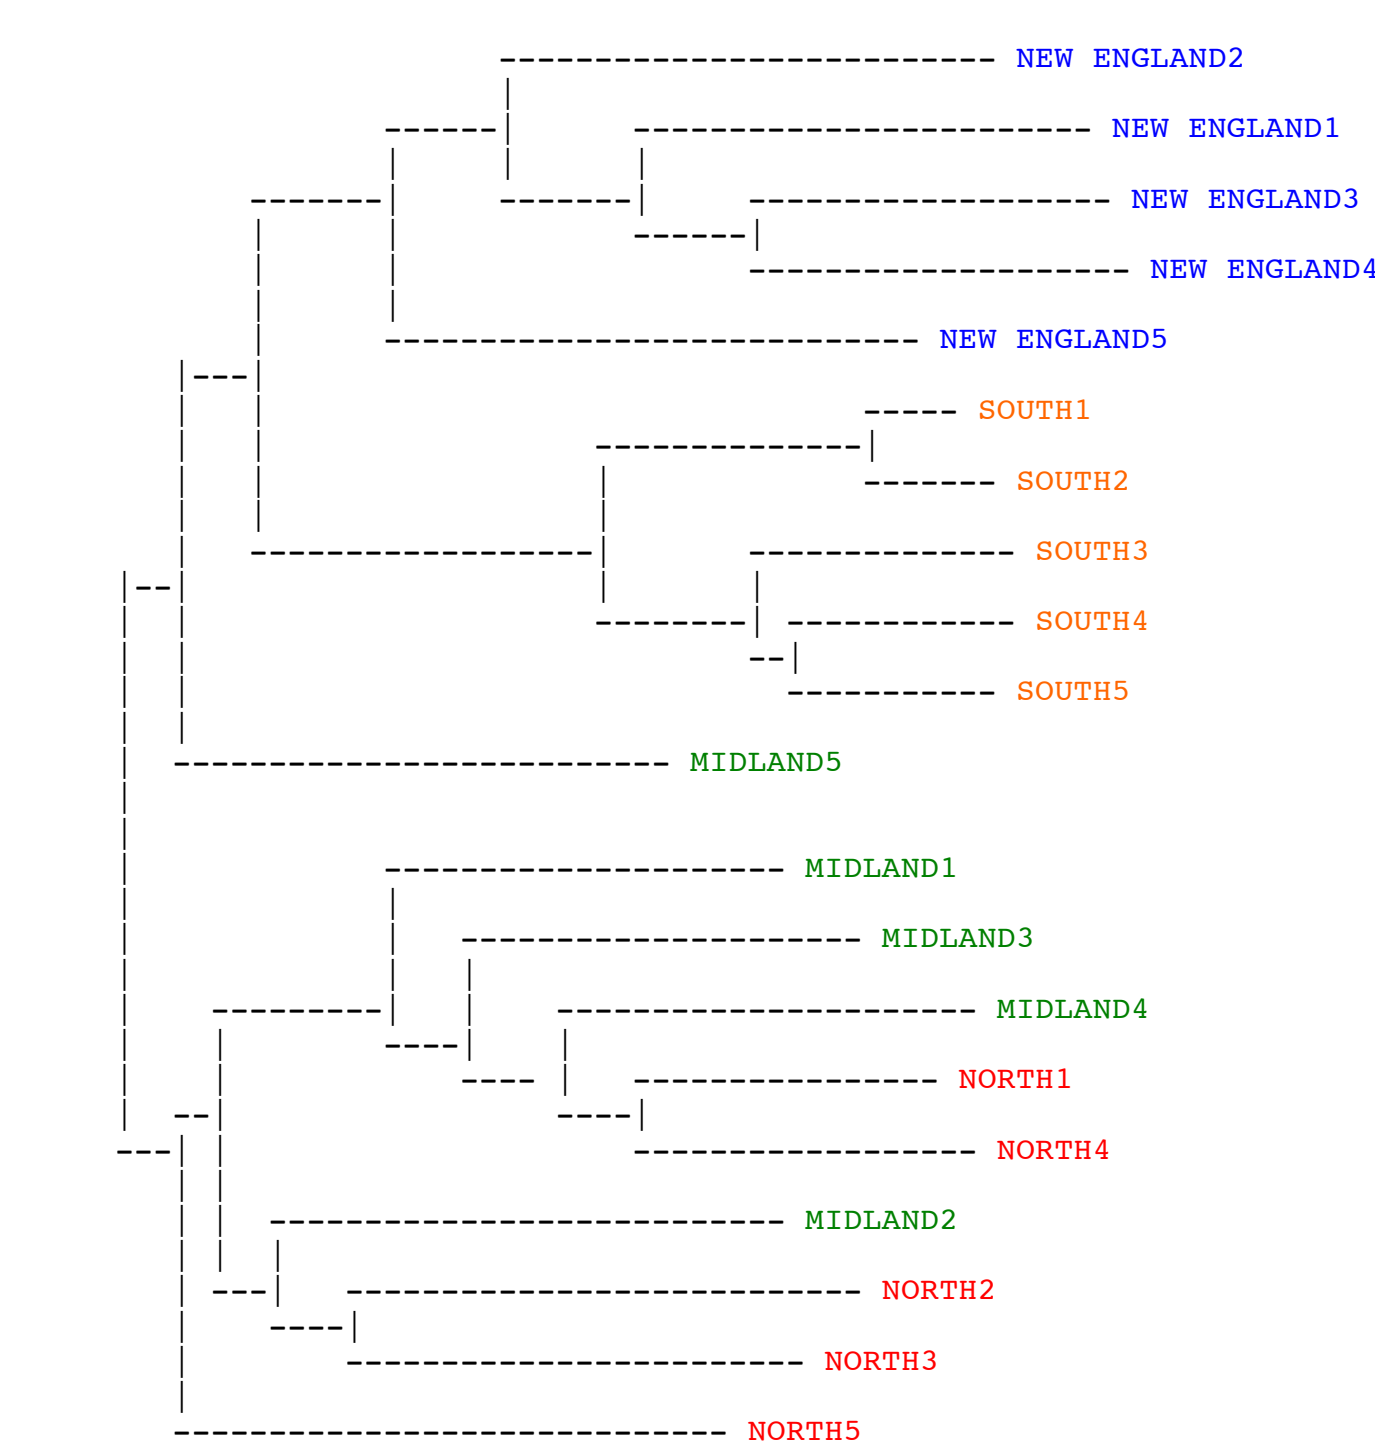 NEW ENGLAND2
NEW ENGLAND1
NEW ENGLAND3
NEW ENGLAND4
NEW ENGLAND5
SOUTH1
SOUTH2
SOUTH3
SOUTH4
SOUTH5
MIDLAND5
MIDLAND1
MIDLAND3
MIDLAND4
NORTH1
NORTH4
MIDLAND2
NORTH2
NORTH3
NORTH5